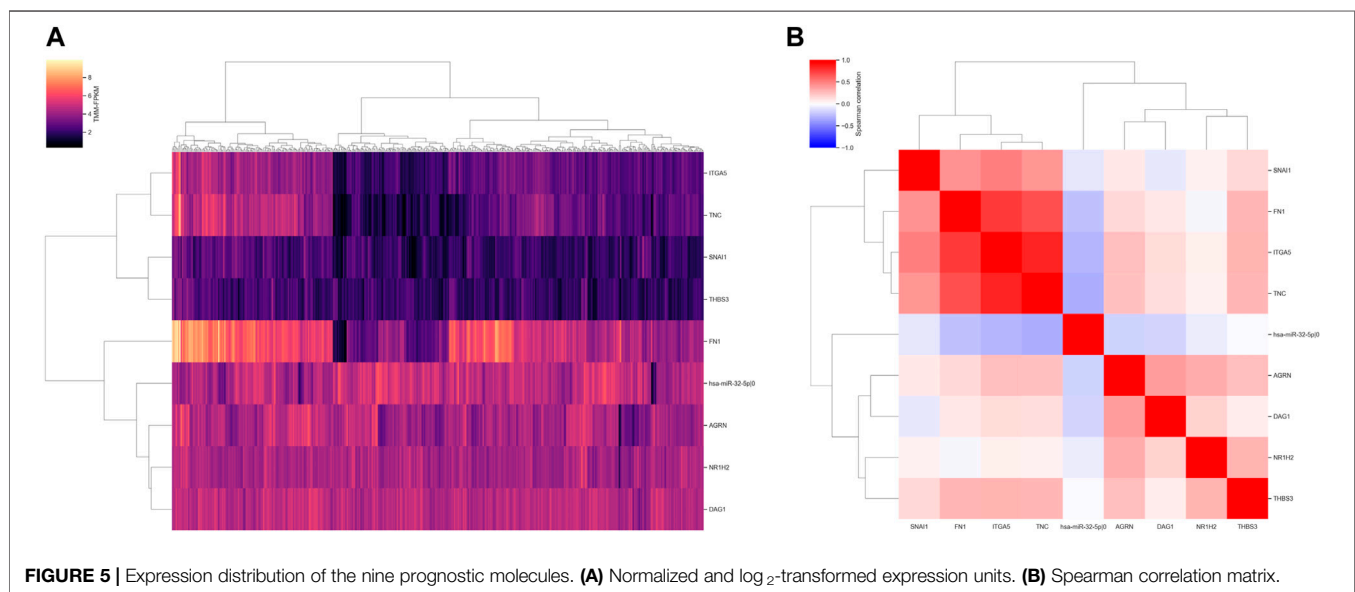 A
8
6
4
2
TMM-FPKM
ITGA5
TNC
SNAI1
THBS3
FN1
hsa-miR-32-5p|0
AGRN
NR1H2
DAG1
B
1.0
0.5
0.0
−0.5
−1.0
Spearman correlation
SNAI1
FN1
ITGA5
TNC
hsa-miR-32-5p|0
AGRN
DAG1
NR1H2
THBS3
SNAI1 FN1 ITGA5 TNC hsa-miR-32-5p|0 AGRN DAG1 NR1H2 THBS3
FIGURE 5 | Expression distribution of the nine prognostic molecules. (A) Normalized and log2-transformed expression units. (B) Spearman correlation matrix.